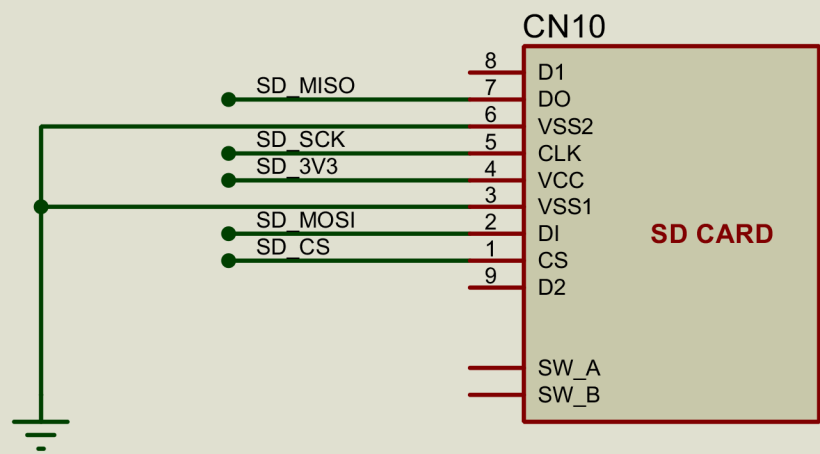 CN10
8 D1
SD_MISO 7 DO
6 VSS2
SD_SCK 5 CLK
SD_3V3 4 VCC
3 VSS1
SD_MOSI 2 DI
SD CARD
SD_CS 1 CS
9 D2
SW_A
SW_B